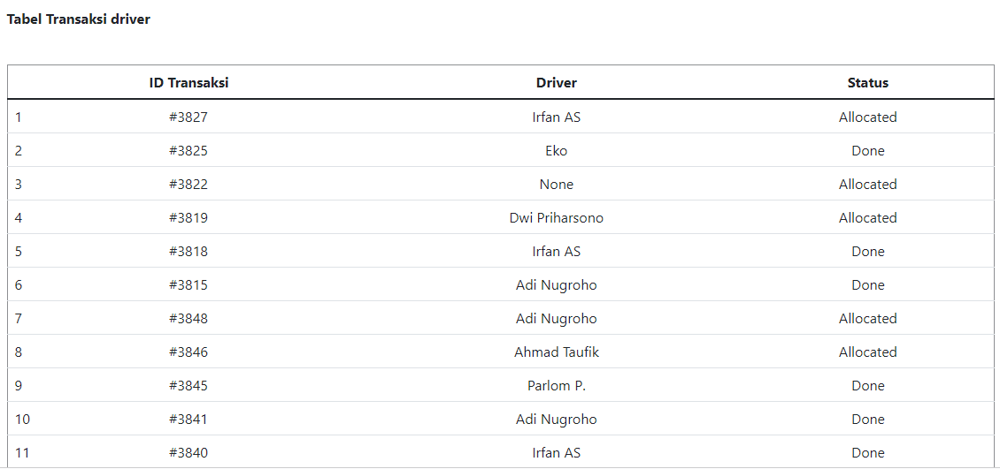 Tabel Transaksi driver
ID Transaksi Driver Status
1 #3827 Irfan AS Allocated
2 #3825 Eko Done
3 #3822 None Allocated
4 #3819 Dwi Priharsono Allocated
5 #3818 Irfan AS Done
6 #3815 Adi Nugroho Done
7 #3848 Adi Nugroho Allocated
8 #3846 Ahmad Taufik Allocated
9 #3845 Parlom P. Done
10 #3841 Adi Nugroho Done
11 #3840 Irfan AS Done